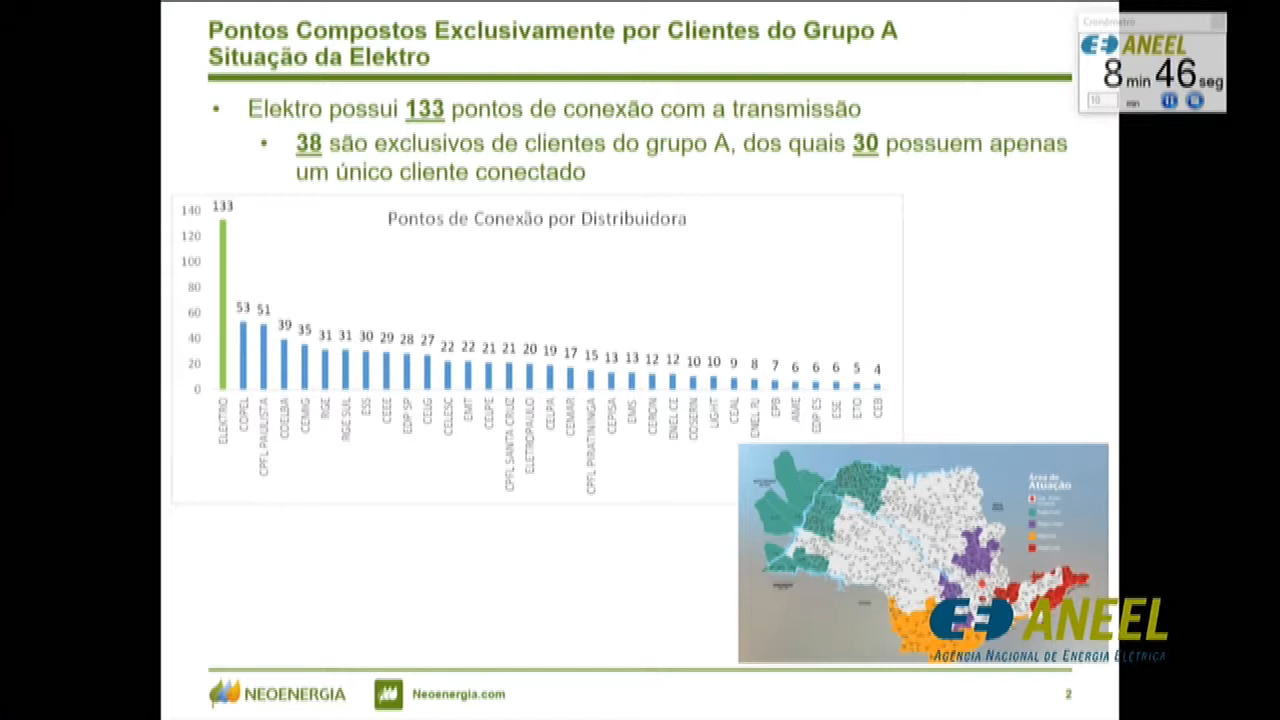 Pontos Compostos Exclusivamente por Clientes do Grupo A
Situação da Elektro
Cronômetro
ANEEL
8 min 46 seg
10 min
• Elektro possui 133 pontos de conexão com a transmissão
• 38 são exclusivos de clientes do grupo A, dos quais 30 possuem apenas
um único cliente conectado
Pontos de Conexão por Distribuidora
140
120
100
80
60
40
20
0
133 53 51 39 35 31 31 30 29 28 27 22 22 21 21 20 19 17 15 13 13 12 12 10 10 9 8 7 6 6 6 5 4
ELEKTRO
COPEL
CPFL PAULISTA
COELBA
CEMIG
RGE
RGE SUL
ESS
CEEE
EDP SP
CELG
CELESC
EMT
CELPE
CPFL SANTA CRUZ
ELETROPAULO
CELPA
CEMAR
CPFL PIRATININGA
CEPISA
EMS
CERON
ENEL CE
COSERN
LIGHT
CEAL
ENEL RJ
EPB
AME
EDP ES
ESE
ETO
CEB
Área de
Atuação
ANEEL
AGÊNCIA NACIONAL DE ENERGIA ELÉTRICA
NEOENERGIA
Neoenergia.com
2